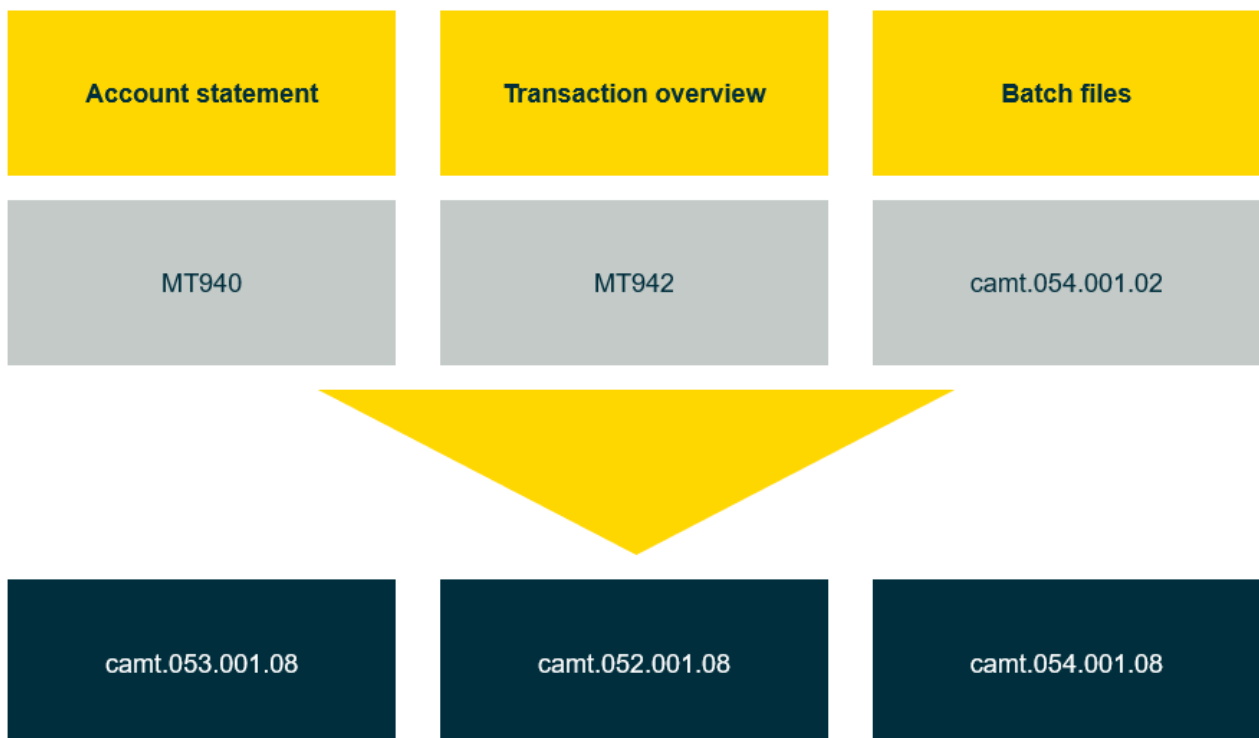 Account statement
Transaction overview
Batch files
MT940
MT942
camt.054.001.02
camt.053.001.08
camt.052.001.08
camt.054.001.08